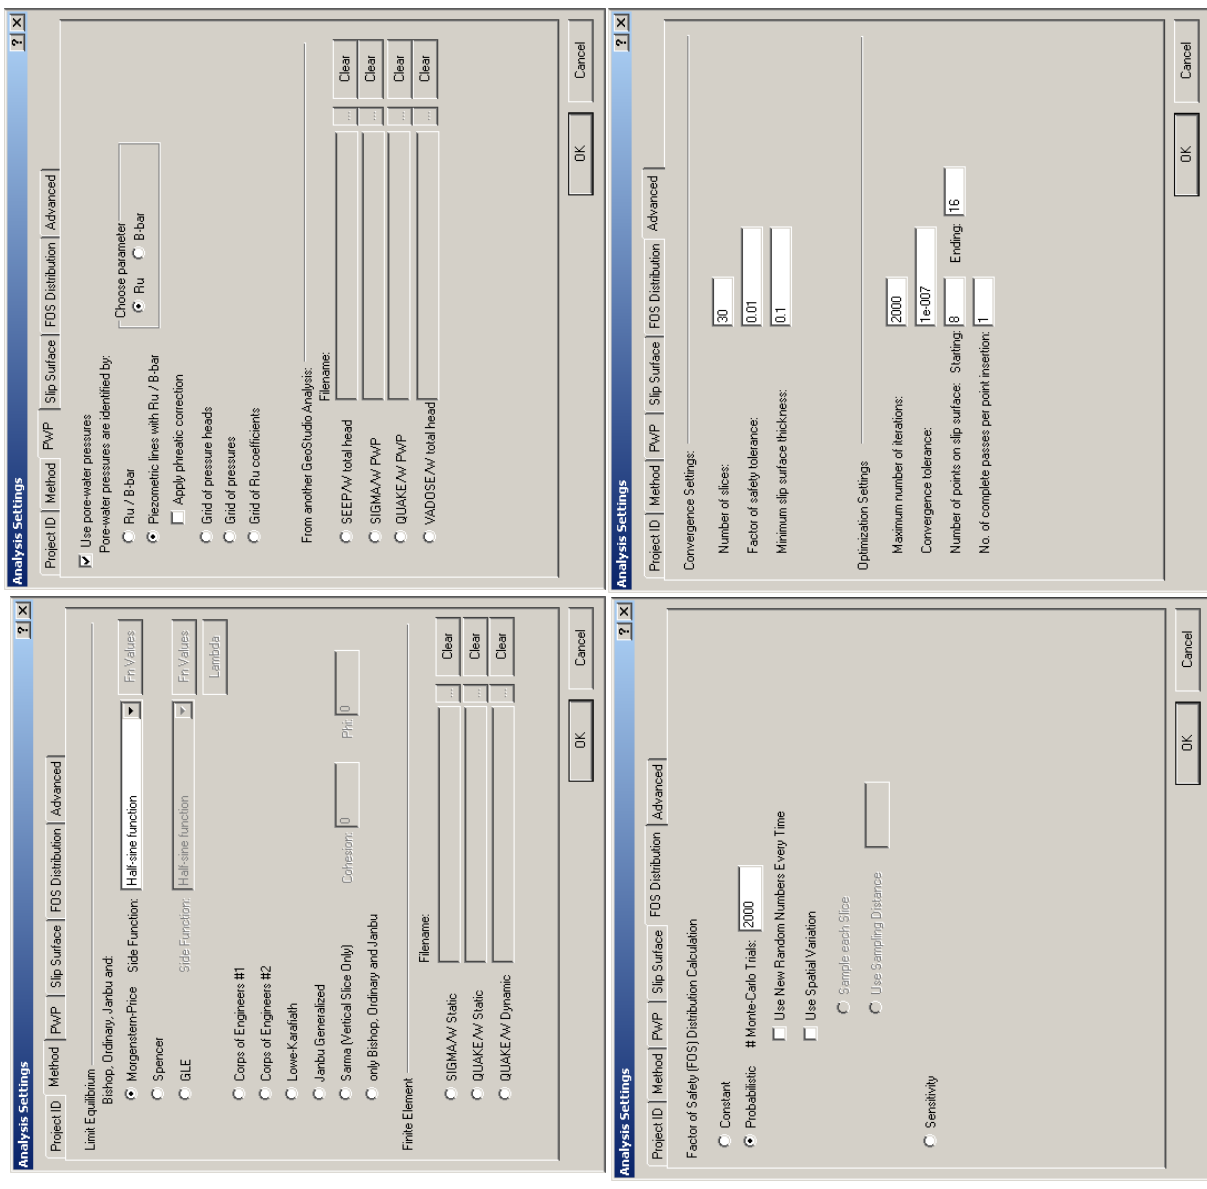 Analysis Settings
Project ID Method PWP Slip Surface FOS Distribution Advanced
Limit Equilibrium
Bishop, Ordinary, Janbu and:
Morgenstern-Price Side Function: Half-sine function Fn Values
Spencer
GLE Side Function: Half-sine function Fn Values
Lambda
Corps of Engineers #1
Corps of Engineers #2
Lowe-Karafiath
Janbu Generalized
Sarma (Vertical Slice Only) Cohesion: 0 Phi: 0
only Bishop, Ordinary and Janbu
Finite Element
Filename:
SIGMA/W Static ... Clear
QUAKE/W Static ... Clear
QUAKE/W Dynamic ... Clear
OK Cancel
Analysis Settings
Project ID Method PWP Slip Surface FOS Distribution Advanced
Use pore-water pressures
Pore-water pressures are identified by:
Choose parameter
Ru / B-bar
Ru B-bar
Piezometric lines with Ru / B-bar
Apply phreatic correction
Grid of pressure heads
Grid of pressures
Grid of Ru coefficients
From another GeoStudio Analysis:
Filename:
SEEP/W total head ... Clear
SIGMA/W PWP ... Clear
QUAKE/W PWP ... Clear
VADOSE/W total head ... Clear
OK Cancel
Analysis Settings
Project ID Method PWP Slip Surface FOS Distribution Advanced
Factor of Safety (FOS) Distribution Calculation
Constant
Probabilistic # Monte-Carlo Trials: 2000
Use New Random Numbers Every Time
Use Spatial Variation
Sample each Slice
Use Sampling Distance
Sensitivity
OK Cancel
Analysis Settings
Project ID Method PWP Slip Surface FOS Distribution Advanced
Convergence Settings:
Number of slices: 30
Factor of safety tolerance: 0.01
Minimum slip surface thickness: 0.1
Optimization Settings
Maximum number of iterations: 2000
Convergence tolerance: 1e-007
Number of points on slip surface: Starting: 8 Ending: 16
No. of complete passes per point insertion: 1
OK Cancel